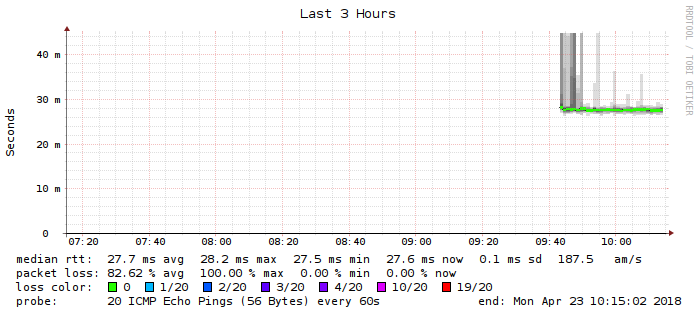 Last 3 Hours
RRDTOOL / TOBI OETIKER
Seconds
40 m
30 m
20 m
10 m
0
07:20 07:40 08:00 08:20 08:40 09:00 09:20 09:40 10:00
median rtt: 27.7 ms avg 28.2 ms max 27.5 ms min 27.6 ms now 0.1 ms sd 187.5 am/s
packet loss: 82.62 % avg 100.00 % max 0.00 % min 0.00 % now
loss color: 0 1/20 2/20 3/20 4/20 10/20 19/20
probe: 20 ICMP Echo Pings (56 Bytes) every 60s end: Mon Apr 23 10:15:02 2018